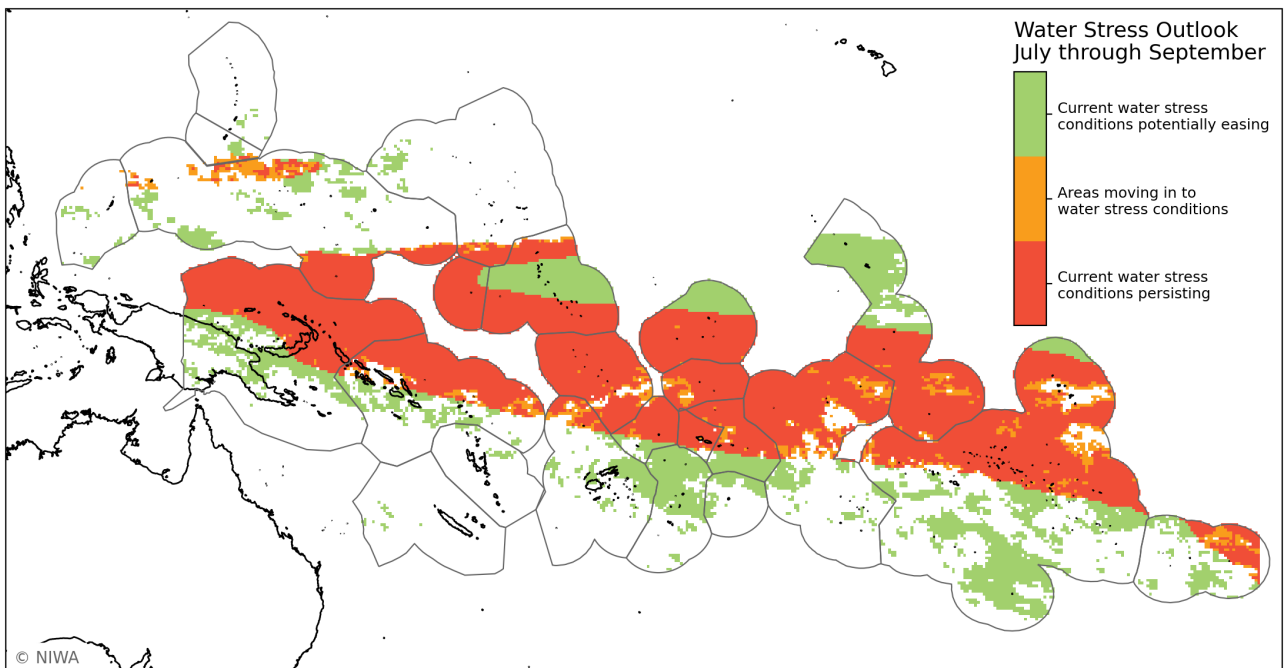 Water Stress Outlook
July through September
Current water stress
conditions potentially easing
Areas moving in to
water stress conditions
Current water stress
conditions persisting
© NIWA